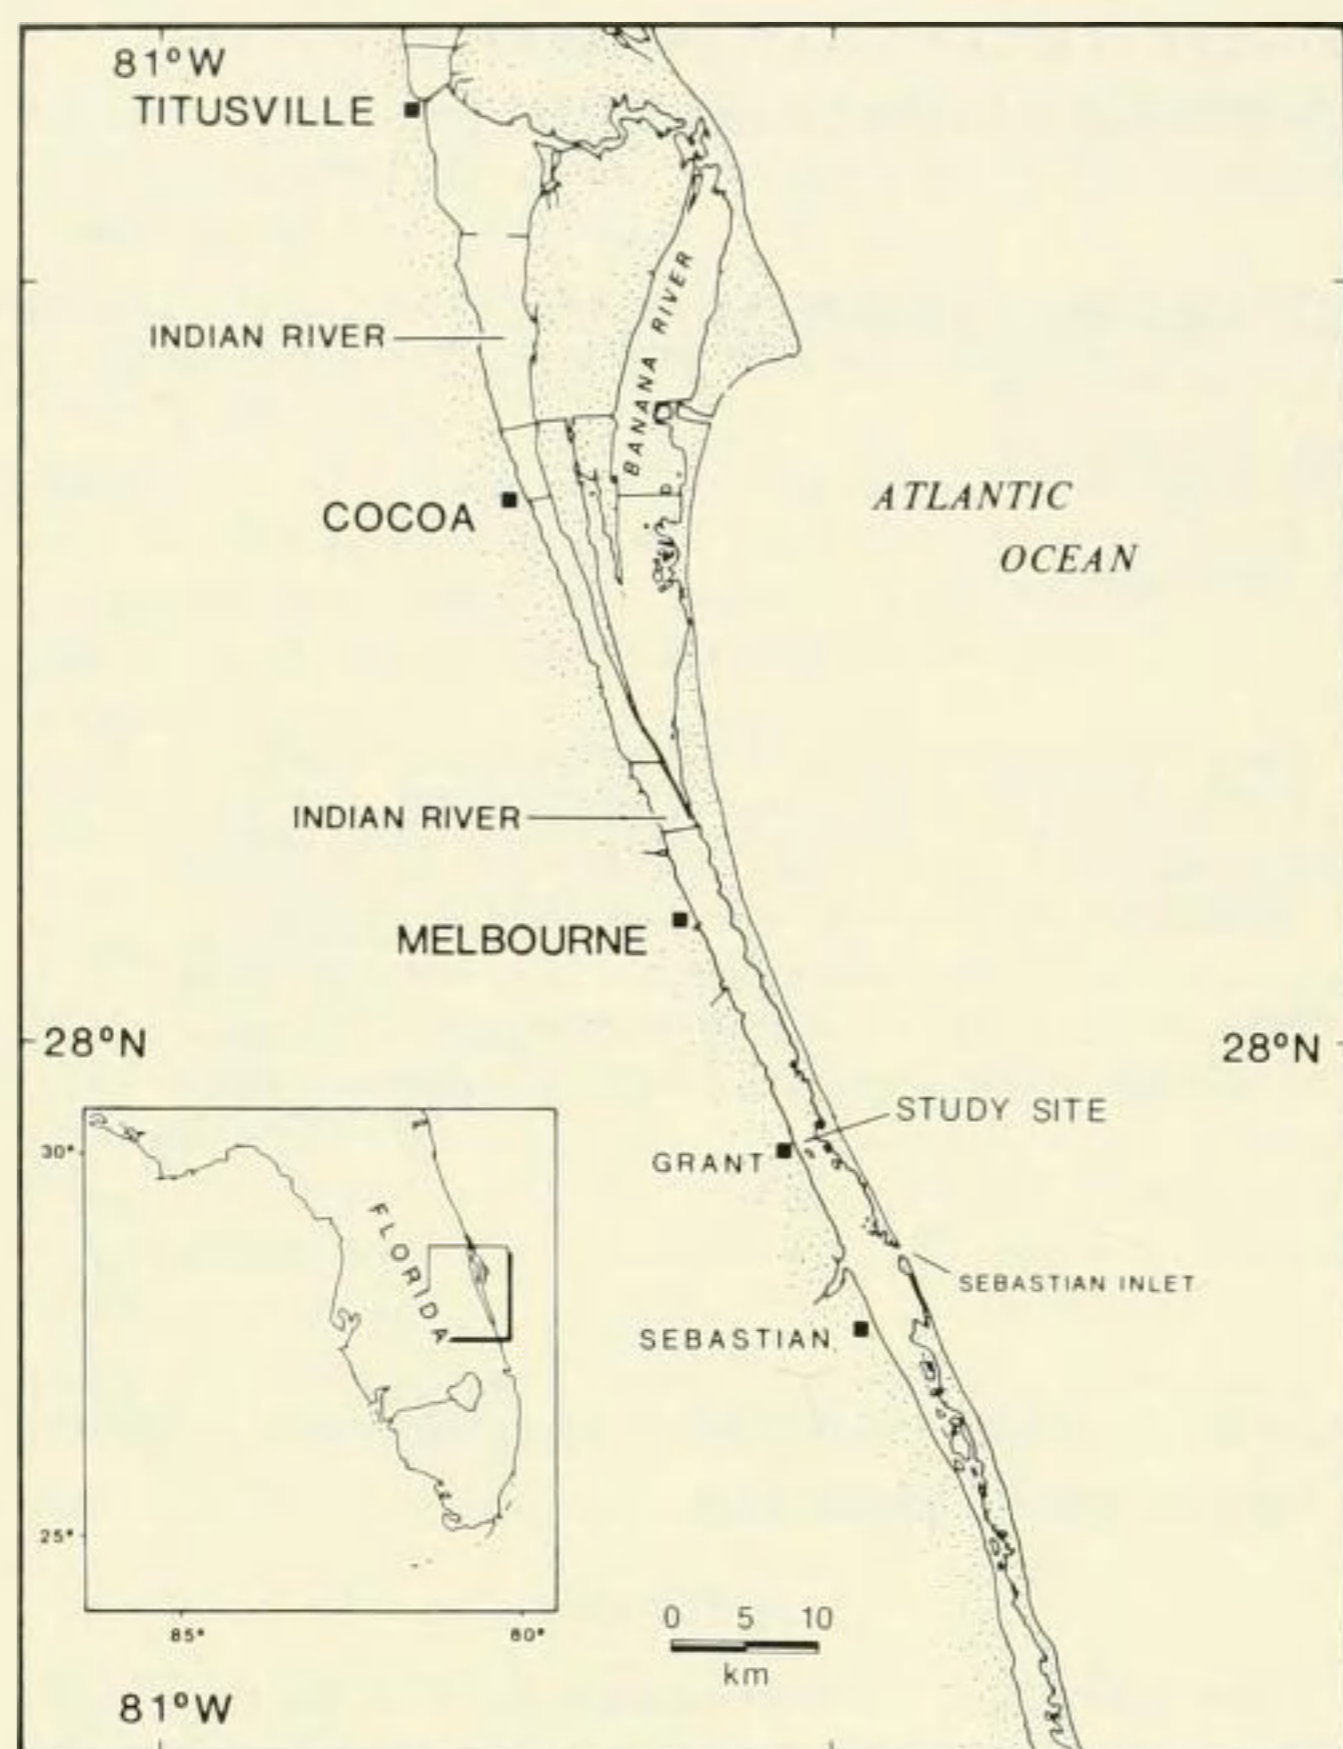 81°W
TITUSVILLE
INDIAN RIVER
BANANA RIVER
COCOA
ATLANTIC
OCEAN
INDIAN RIVER
MELBOURNE
28°N
28°N
STUDY SITE
GRANT
SEBASTIAN INLET
SEBASTIAN
30°
FLORIDA
25°
85°
80°
0 5 10
km
81°W